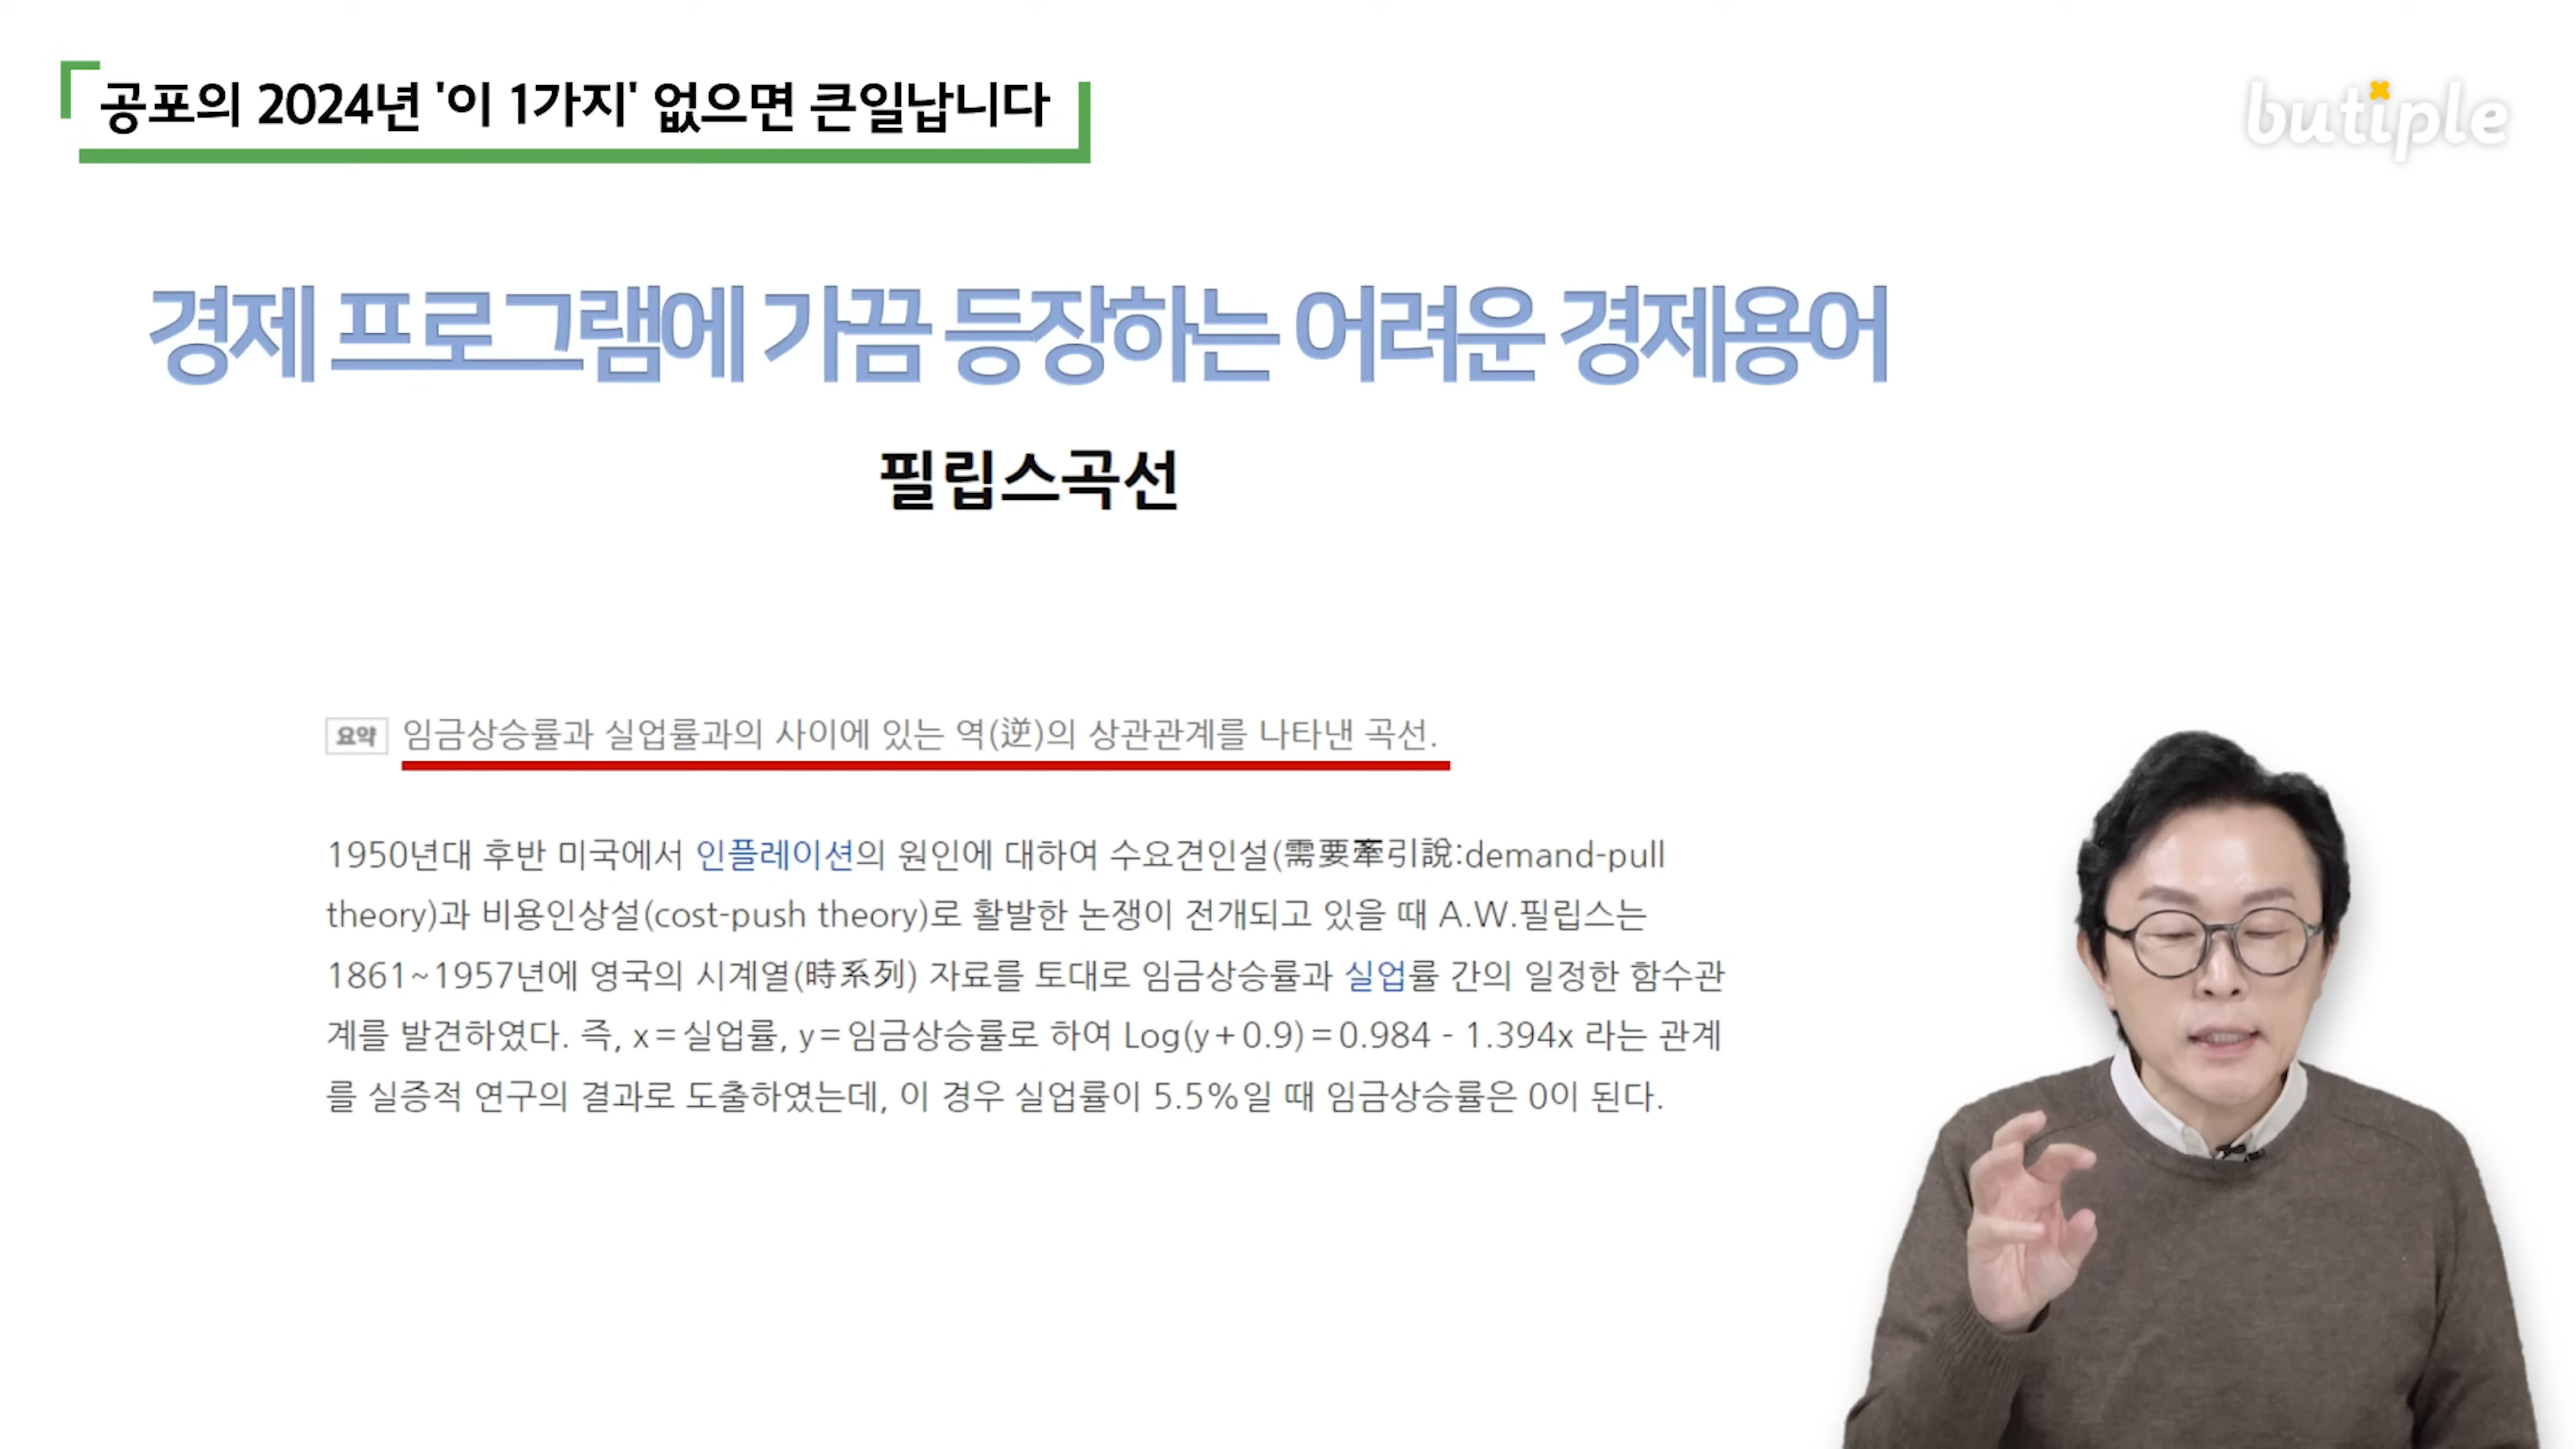 공포의 2024년 '이 1가지' 없으면 큰일납니다
butiple
경제 프로그램에 가끔 등장하는 어려운 경제용어
필립스곡선
요약 임금상승률과 실업률과의 사이에 있는 역(逆)의 상관관계를 나타낸 곡선.
1950년대 후반 미국에서 인플레이션의 원인에 대하여 수요견인설(需要牽引說:demand-pull
theory)과 비용인상설(cost-push theory)로 활발한 논쟁이 전개되고 있을 때 A.W.필립스는
1861~1957년에 영국의 시계열(時系列) 자료를 토대로 임금상승률과 실업률 간의 일정한 함수관
계를 발견하였다. 즉, x=실업률, y=임금상승률로 하여 Log(y+0.9)=0.984 - 1.394x 라는 관계
를 실증적 연구의 결과로 도출하였는데, 이 경우 실업률이 5.5%일 때 임금상승률은 0이 된다.